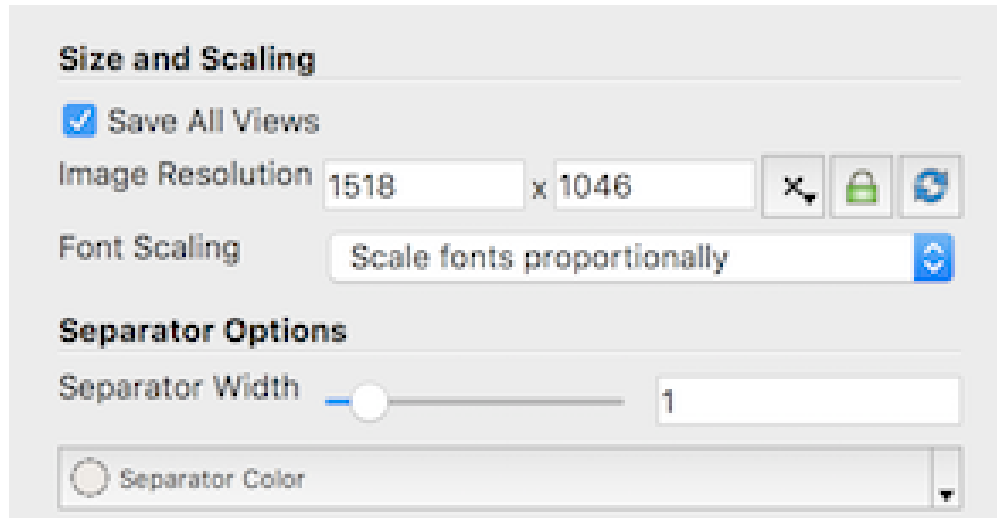 Size and Scaling
Save All Views
Image Resolution 1518 x 1046
Font Scaling Scale fonts proportionally
Separator Options
Separator Width 1
Separator Color